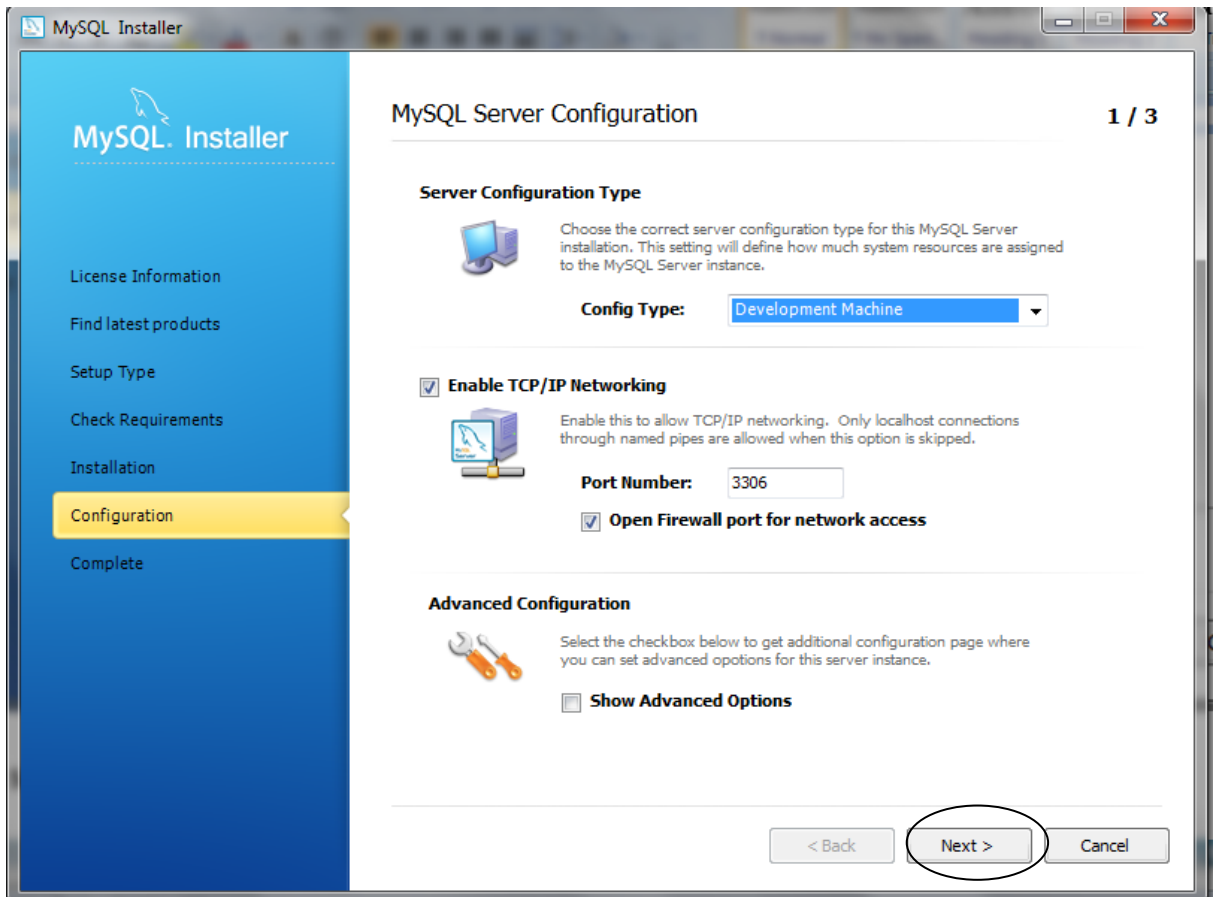 MySQL Installer
MySQL. Installer
License Information
Find latest products
Setup Type
Check Requirements
Installation
Configuration
Complete
MySQL Server Configuration
1 / 3
Server Configuration Type
Choose the correct server configuration type for this MySQL Server
installation. This setting will define how much system resources are assigned
to the MySQL Server instance.
Config Type:
Development Machine
Enable TCP/IP Networking
Enable this to allow TCP/IP networking. Only localhost connections
through named pipes are allowed when this option is skipped.
Port Number:
3306
Open Firewall port for network access
Advanced Configuration
Select the checkbox below to get additional configuration page where
you can set advanced opotions for this server instance.
Show Advanced Options
< Back
Next >
Cancel